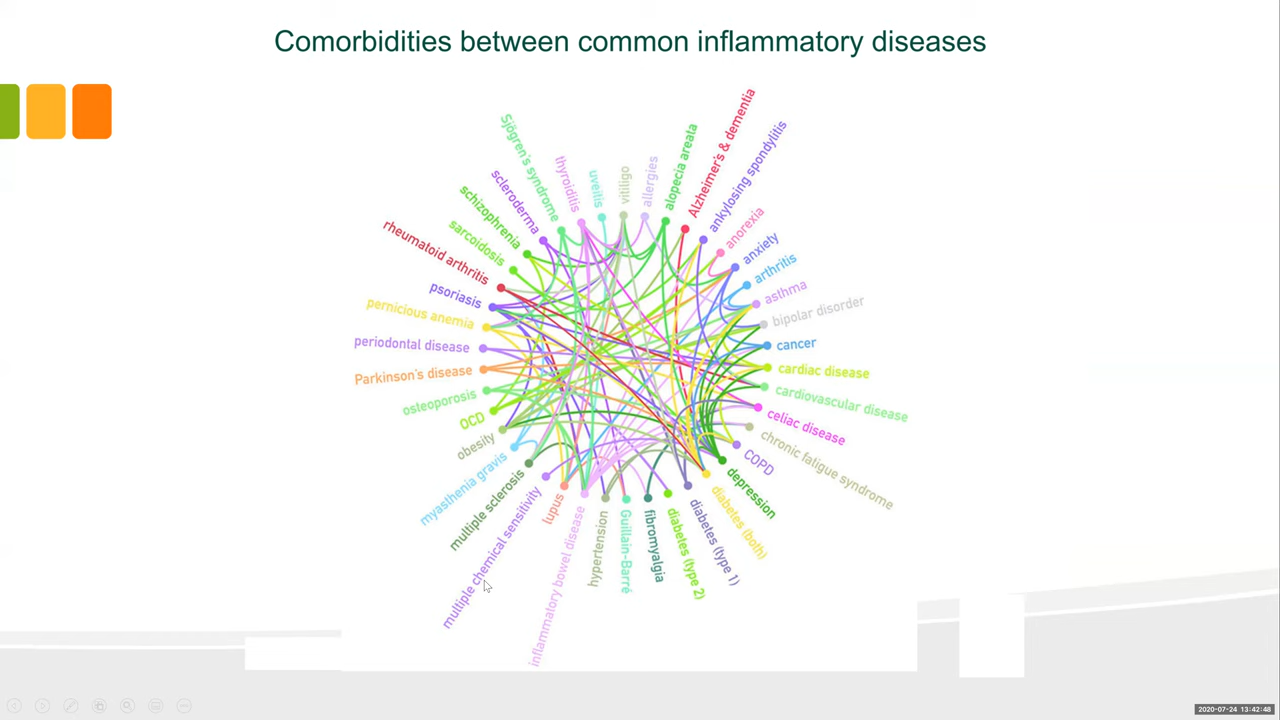 Comorbidities between common inflammatory diseases
allergies
alopecia areata
Alzheimer's & dementia
ankylosing spondylitis
anorexia
anxiety
arthritis
asthma
bipolar disorder
cancer
cardiac disease
cardiovascular disease
celiac disease
chronic fatigue syndrome
COPD
depression
diabetes (both)
diabetes (type 1)
diabetes (type 2)
fibromyalgia
Guillain-Barré
hypertension
inflammatory bowel disease
lupus
multiple chemical sensitivity
multiple sclerosis
myasthenia gravis
obesity
OCD
osteoporosis
Parkinson's disease
periodontal disease
pernicious anemia
psoriasis
rheumatoid arthritis
sarcoidosis
schizophrenia
scleroderma
Sjögren's syndrome
thyroiditis
uveitis
vitiligo
2020-07-24 13:42:48